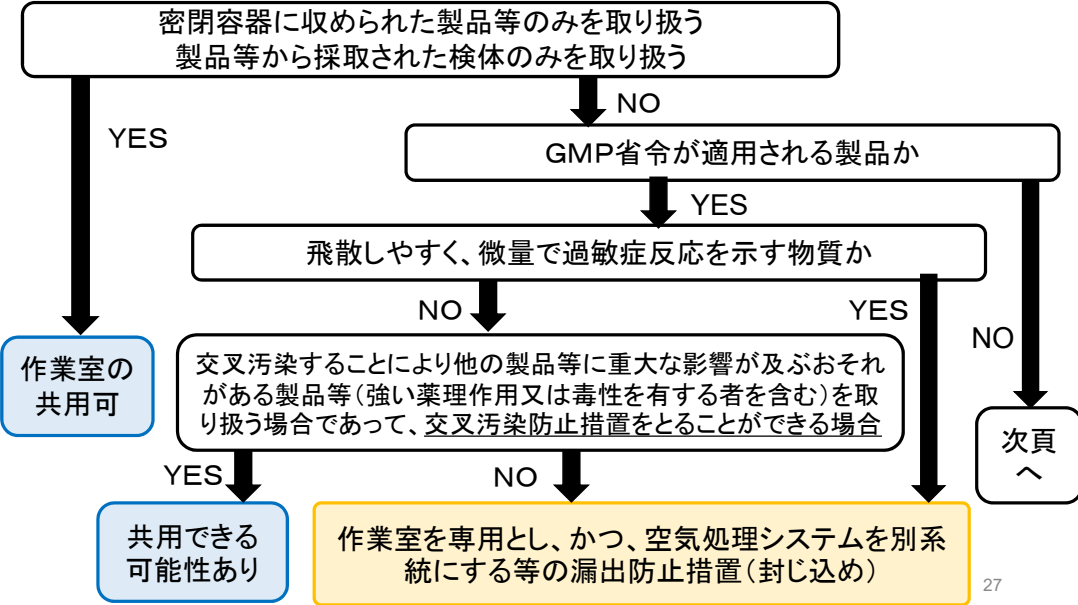 密閉容器に収められた製品等のみを取り扱う
製品等から採取された検体のみを取り扱う
YES
NO
GMP省令が適用される製品か
YES
飛散しやすく、微量で過敏症反応を示す物質か
NO
YES
NO
作業室の
共用可
交叉汚染することにより他の製品等に重大な影響が及ぶおそれ
がある製品等(強い薬理作用又は毒性を有する者を含む)を取
り扱う場合であって、交叉汚染防止措置をとることができる場合
次頁
へ
YES
NO
共用できる
可能性あり
作業室を専用とし、かつ、空気処理システムを別系
統にする等の漏出防止措置(封じ込め)
27